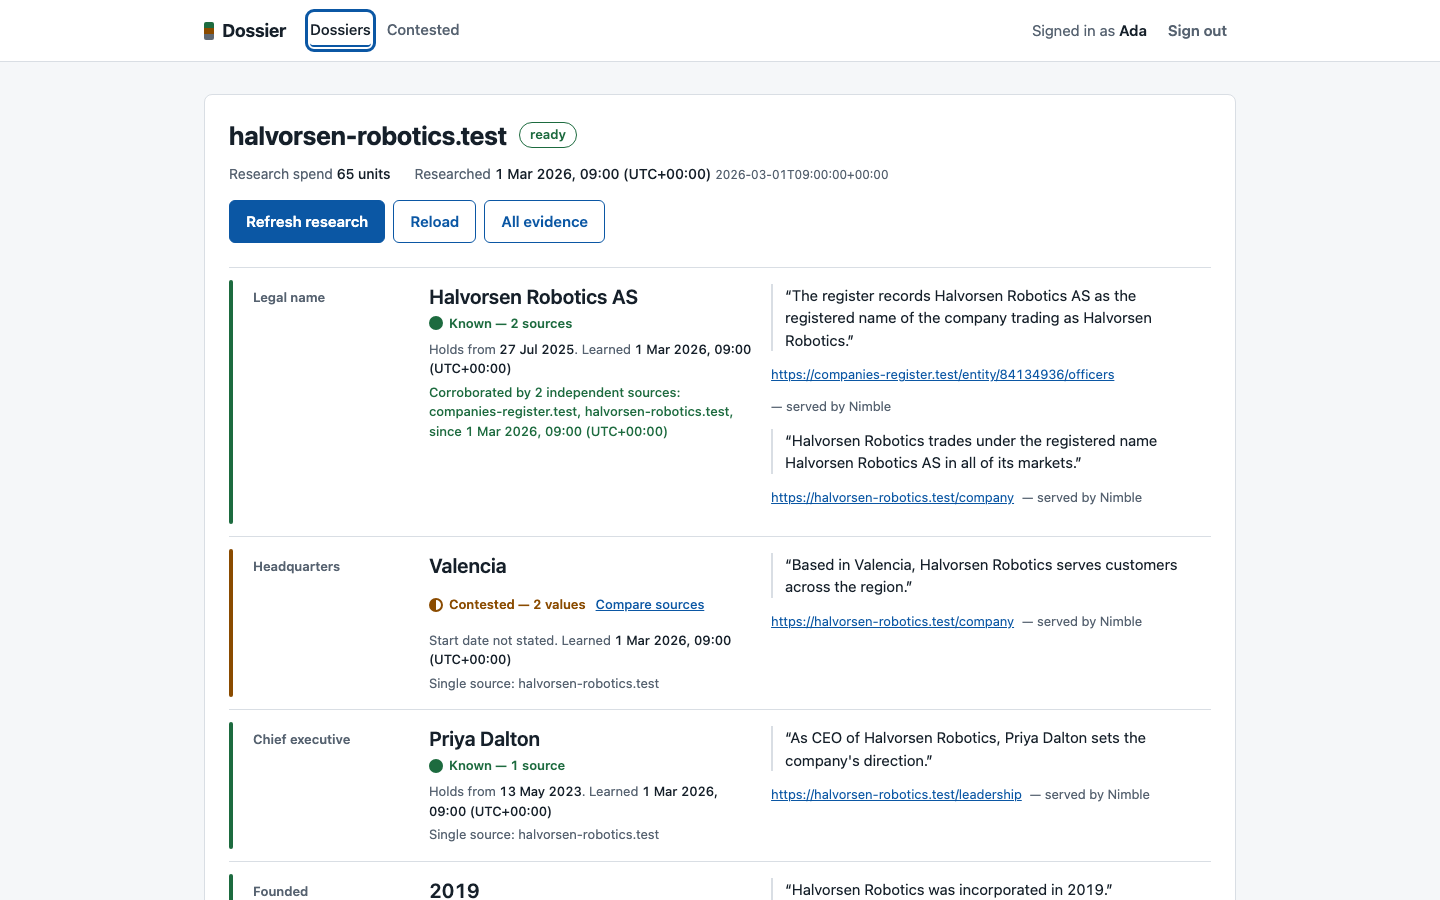 Dossier Dossiers Contested Signed in as Ada Sign out
halvorsen-robotics.test ready
Research spend 65 units Researched 1 Mar 2026, 09:00 (UTC+00:00) 2026-03-01T09:00:00+00:00
Refresh research Reload All evidence
Legal name
Halvorsen Robotics AS
Known — 2 sources
Holds from 27 Jul 2025. Learned 1 Mar 2026, 09:00
(UTC+00:00)
Corroborated by 2 independent sources:
companies-register.test, halvorsen-robotics.test,
since 1 Mar 2026, 09:00 (UTC+00:00)
“The register records Halvorsen Robotics AS as the
registered name of the company trading as Halvorsen
Robotics.”
https://companies-register.test/entity/84134936/officers
— served by Nimble
“Halvorsen Robotics trades under the registered name
Halvorsen Robotics AS in all of its markets.”
https://halvorsen-robotics.test/company — served by Nimble
Headquarters
Valencia
Contested — 2 values Compare sources
Start date not stated. Learned 1 Mar 2026, 09:00
(UTC+00:00)
Single source: halvorsen-robotics.test
“Based in Valencia, Halvorsen Robotics serves customers
across the region.”
https://halvorsen-robotics.test/company — served by Nimble
Chief executive
Priya Dalton
Known — 1 source
Holds from 13 May 2023. Learned 1 Mar 2026,
09:00 (UTC+00:00)
Single source: halvorsen-robotics.test
“As CEO of Halvorsen Robotics, Priya Dalton sets the
company's direction.”
https://halvorsen-robotics.test/leadership — served by Nimble
Founded
2019
“Halvorsen Robotics was incorporated in 2019.”